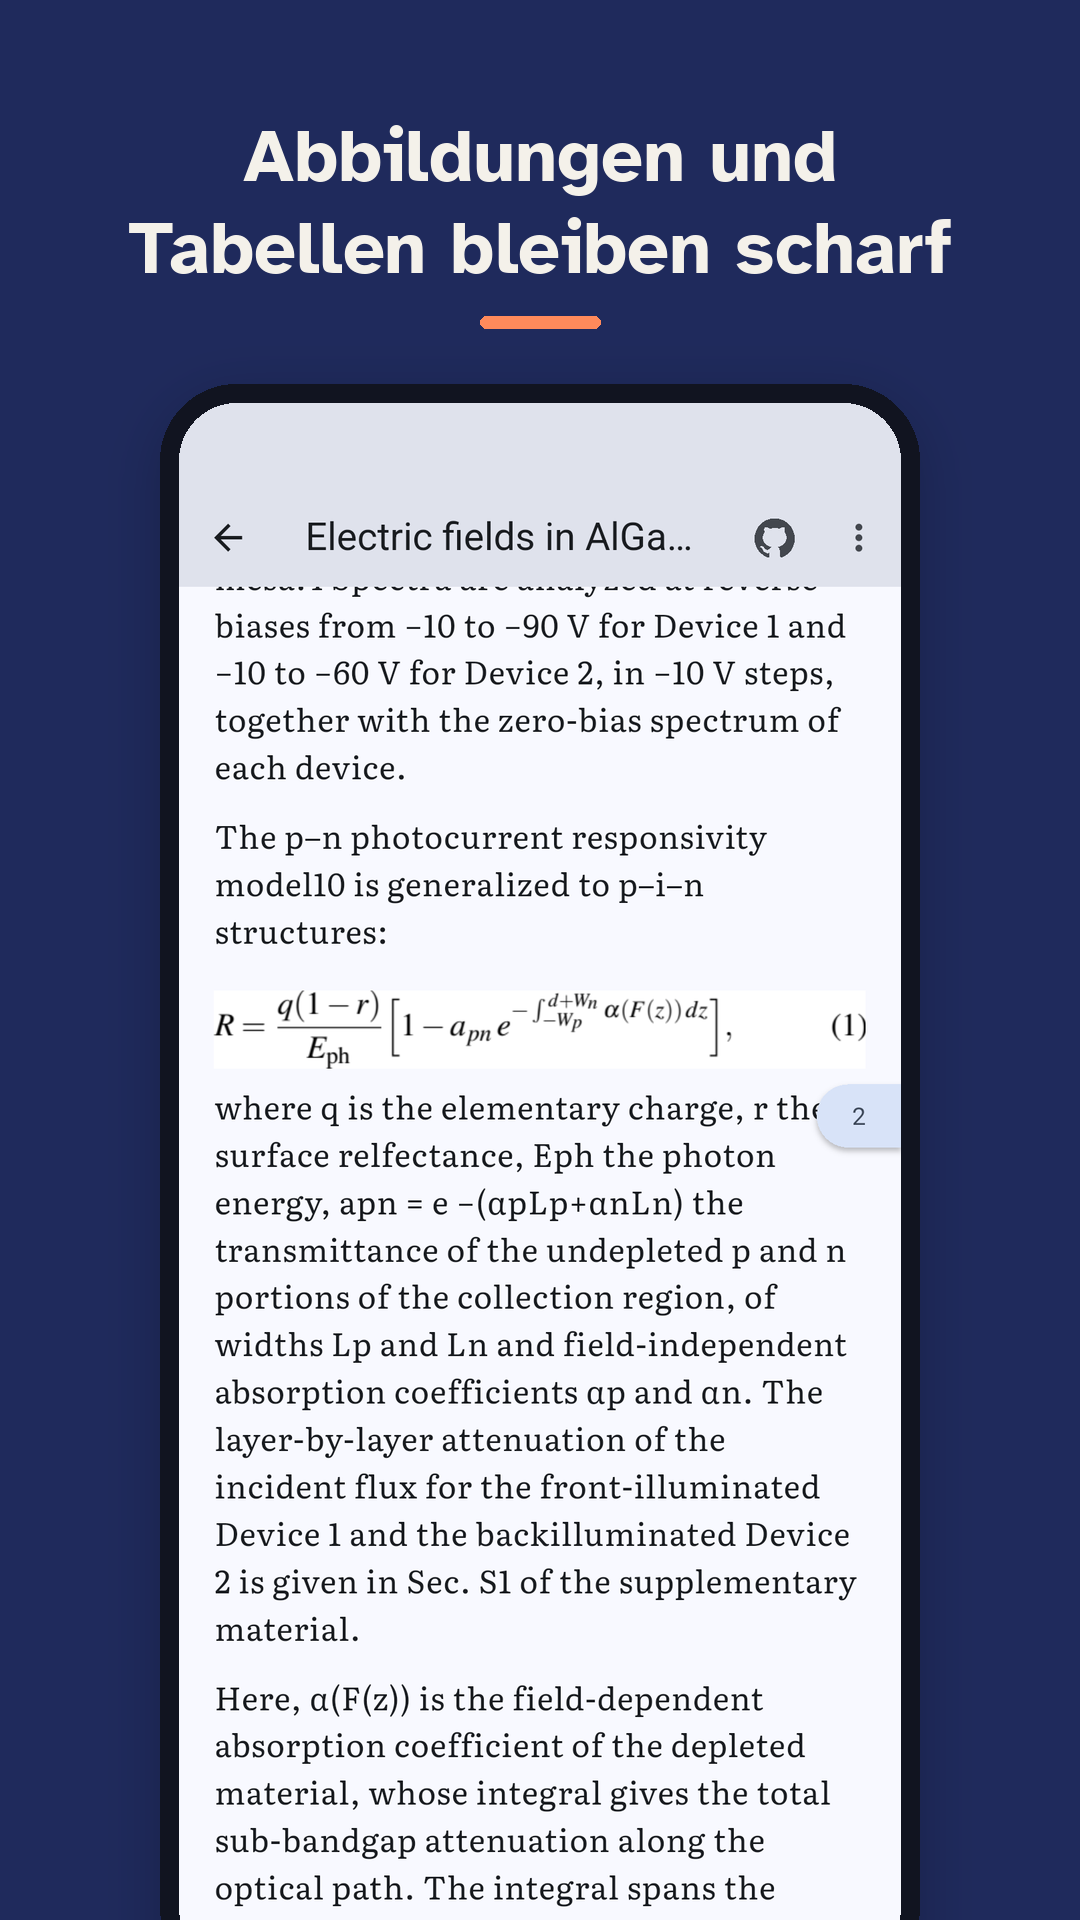 Abbildungen und
Tabellen bleiben scharf
Electric fields in AlGa...
biases from −10 to −90 V for Device 1 and
−10 to −60 V for Device 2, in −10 V steps,
together with the zero-bias spectrum of
each device.
The p–n photocurrent responsivity
model10 is generalized to p–i–n
structures:
R = \frac{q(1 − r)}{E_{ph}} [1 − a_{pn} e^{− ∫_{−Wp}^{d+Wn} α(F(z)) dz}], (1)
where q is the elementary charge, r the
2
surface relfectance, Eph the photon
energy, apn = e −(αpLp+αnLn) the
transmittance of the undepleted p and n
portions of the collection region, of
widths Lp and Ln and field-independent
absorption coefficients αp and αn. The
layer-by-layer attenuation of the
incident flux for the front-illuminated
Device 1 and the backilluminated Device
2 is given in Sec. S1 of the supplementary
material.
Here, α(F(z)) is the field-dependent
absorption coefficient of the depleted
material, whose integral gives the total
sub-bandgap attenuation along the
optical path. The integral spans the